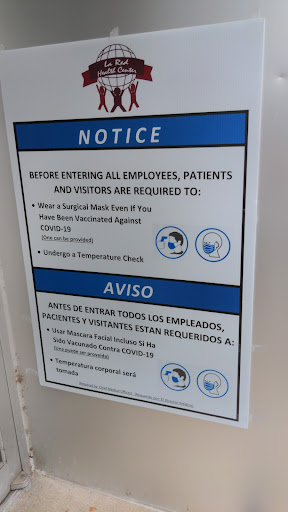 La Red
Health Center
NOTICE
BEFORE ENTERING ALL EMPLOYEES, PATIENTS
AND VISITORS ARE REQUIRED TO:
• Wear a Surgical Mask Even if You
Have Been Vaccinated Against
COVID-19
(One can be provided)
• Undergo a Temperature Check
AVISO
ANTES DE ENTRAR TODOS LOS EMPLEADOS,
PACIENTES Y VISITANTES ESTAN REQUERIDOS A:
• Usar Mascara Facial Incluso Si Ha
Sido Vacunado Contra COVID-19
(Una puede ser proveida)
• Temperatura corporal será
tomada